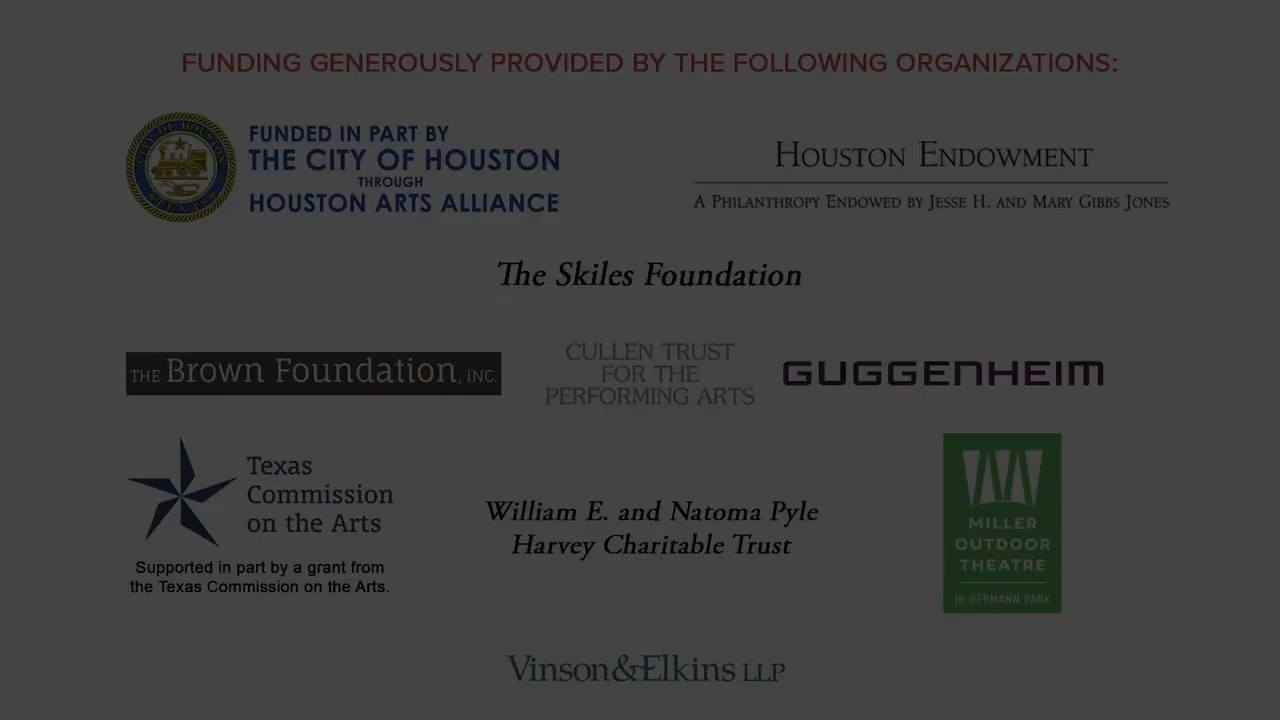 FUNDING GENEROUSLY PROVIDED BY THE FOLLOWING ORGANIZATIONS:
CITY OF HOUSTON
TEXAS
FUNDED IN PART BY
THE CITY OF HOUSTON
THROUGH
HOUSTON ARTS ALLIANCE
HOUSTON ENDOWMENT
A PHILANTHROPY ENDOWED BY JESSE H. AND MARY GIBBS JONES
The Skiles Foundation
THE Brown Foundation, INC.
CULLEN TRUST
FOR THE
PERFORMING ARTS
GUGGENHEIM
Texas
Commission
on the Arts
Supported in part by a grant from
the Texas Commission on the Arts.
William E. and Natoma Pyle
Harvey Charitable Trust
MILLER
OUTDOOR
THEATRE
IN HERMANN PARK
Vinson&Elkins LLP